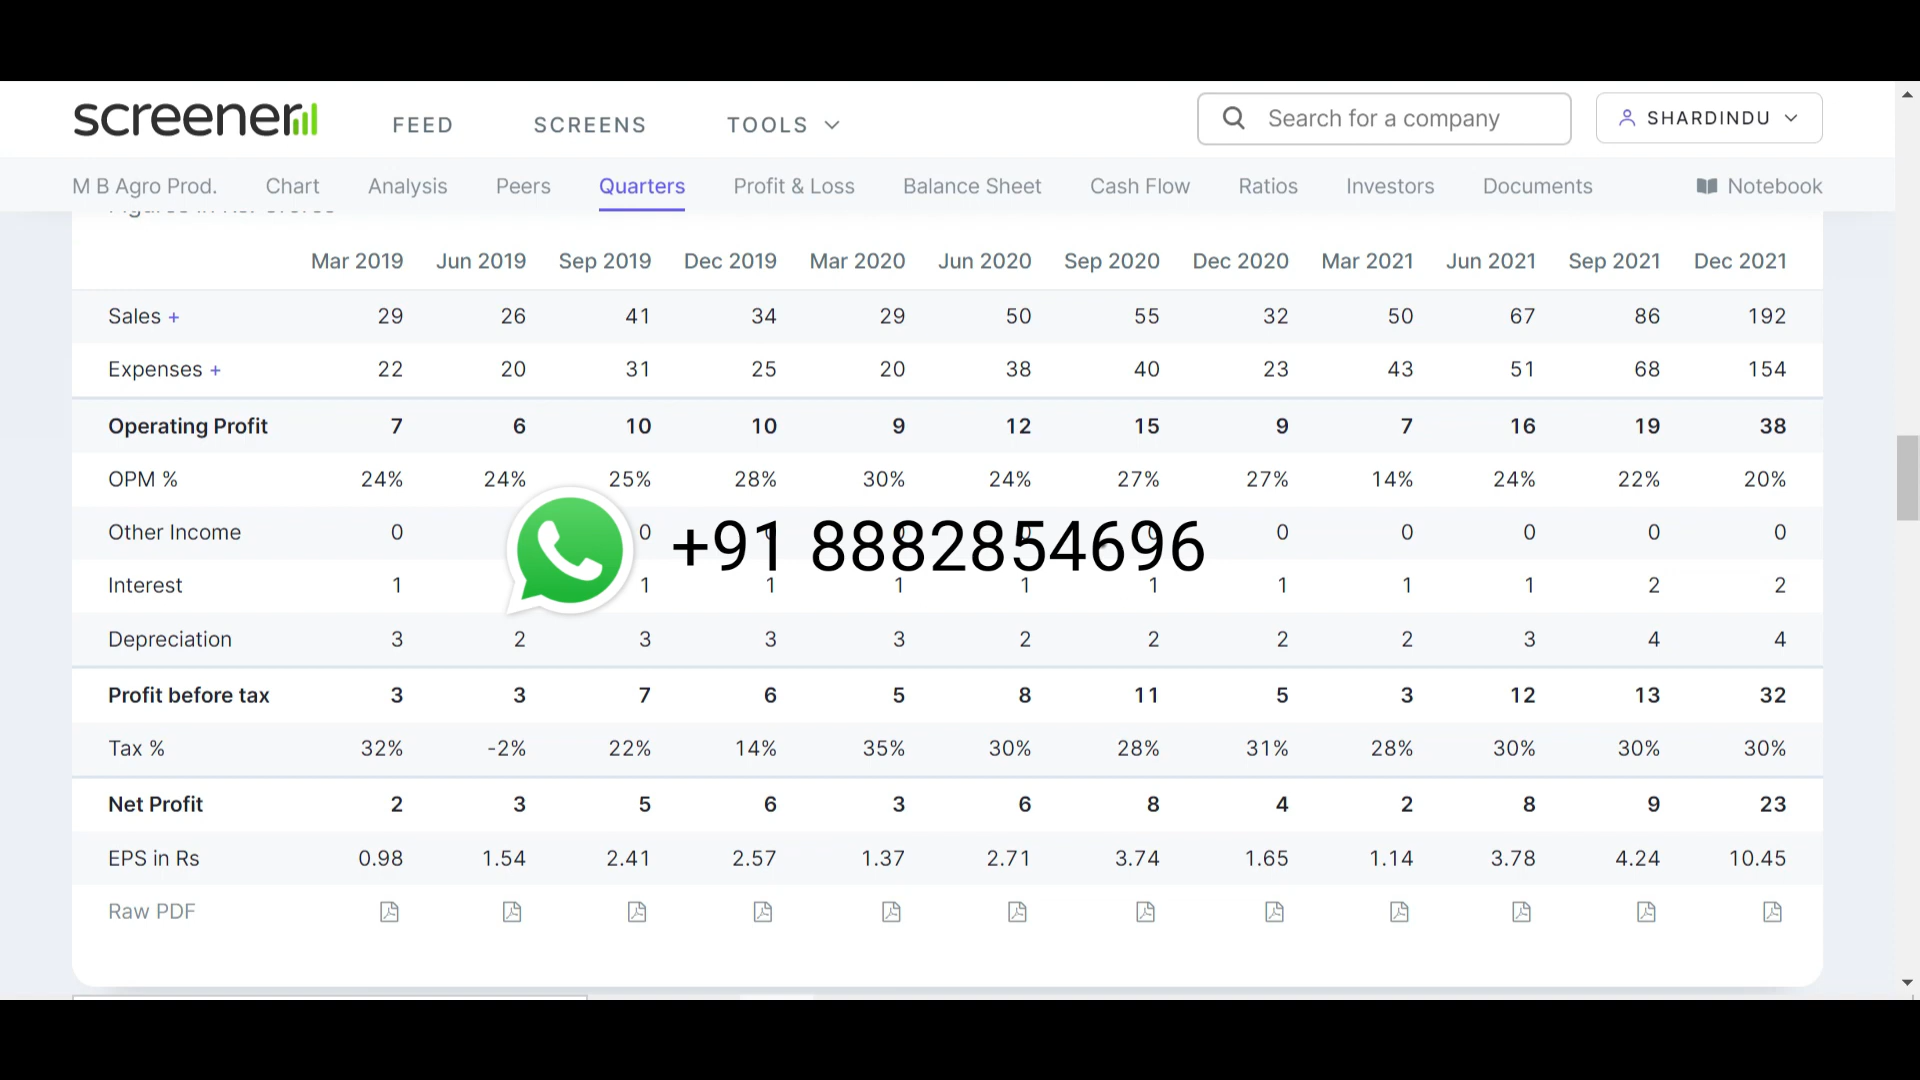 screener
FEED SCREENS TOOLS Search for a company SHARDINDU
M B Agro Prod. Chart Analysis Peers Quarters Profit & Loss Balance Sheet Cash Flow Ratios Investors Documents Notebook
Mar 2019 Jun 2019 Sep 2019 Dec 2019 Mar 2020 Jun 2020 Sep 2020 Dec 2020 Mar 2021 Jun 2021 Sep 2021 Dec 2021
Sales + 29 26 41 34 29 50 55 32 50 67 86 192
Expenses + 22 20 31 25 20 38 40 23 43 51 68 154
Operating Profit 7 6 10 10 9 12 15 9 7 16 19 38
OPM % 24% 24% 25% 28% 30% 24% 27% 27% 14% 24% 22% 20%
Other Income 0 0 0 0 0 0 0
+91 8882854696
Interest 1 1 1 1 1 1 1 1 1 2 2
Depreciation 3 2 3 3 3 2 2 2 2 3 4 4
Profit before tax 3 3 7 6 5 8 11 5 3 12 13 32
Tax % 32% -2% 22% 14% 35% 30% 28% 31% 28% 30% 30% 30%
Net Profit 2 3 5 6 3 6 8 4 2 8 9 23
EPS in Rs 0.98 1.54 2.41 2.57 1.37 2.71 3.74 1.65 1.14 3.78 4.24 10.45
Raw PDF